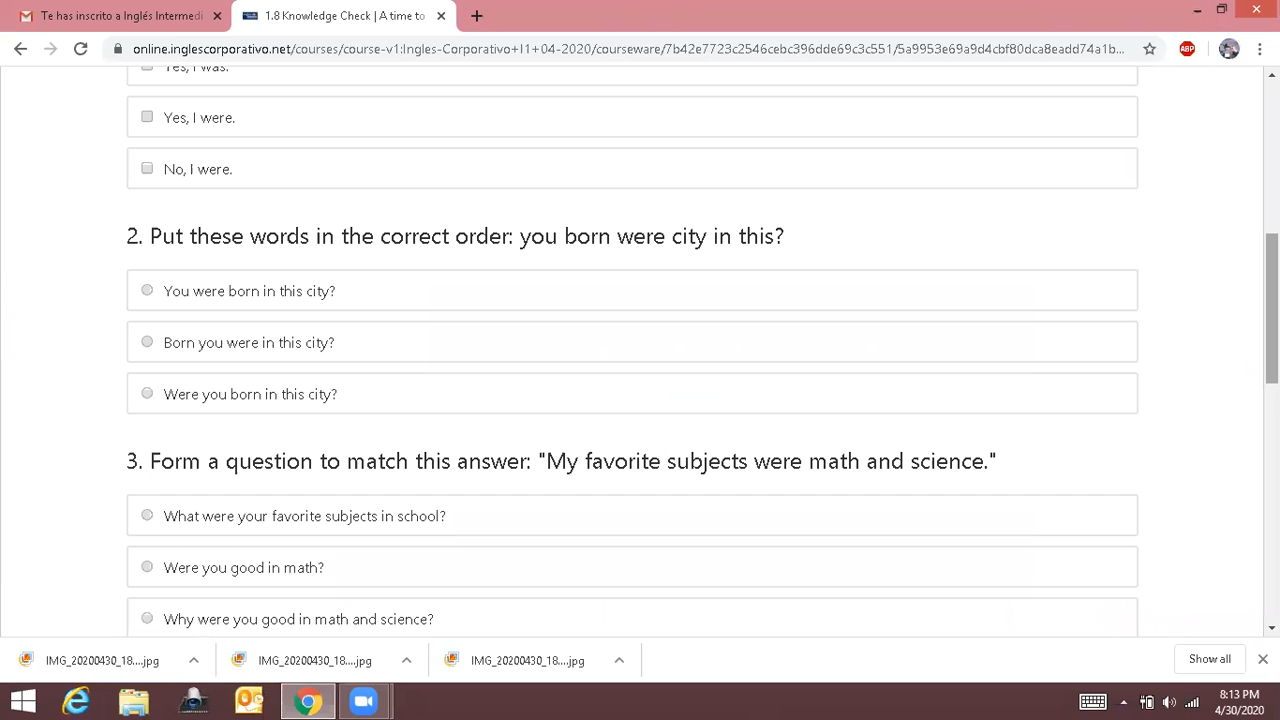 Te has inscrito a Inglés Intermedi
1.8 Knowledge Check | A time to
online.inglescorporativo.net/courses/course-v1:Ingles-Corporativo+I1+04-2020/courseware/7b42e7723c2546cebc3960de69c3c551/5a9953e69a9d4cbf80dca8eadd74a1b...
ABP
Yes, I was.
Yes, I were.
No, I were.
2. Put these words in the correct order: you born were city in this?
You were born in this city?
Born you were in this city?
Were you born in this city?
3. Form a question to match this answer: "My favorite subjects were math and science."
What were your favorite subjects in school?
Were you good in math?
Why were you good in math and science?
IMG_20200430_18....jpg
IMG_20200430_18....jpg
IMG_20200430_18....jpg
Show all
8:13 PM
4/30/2020